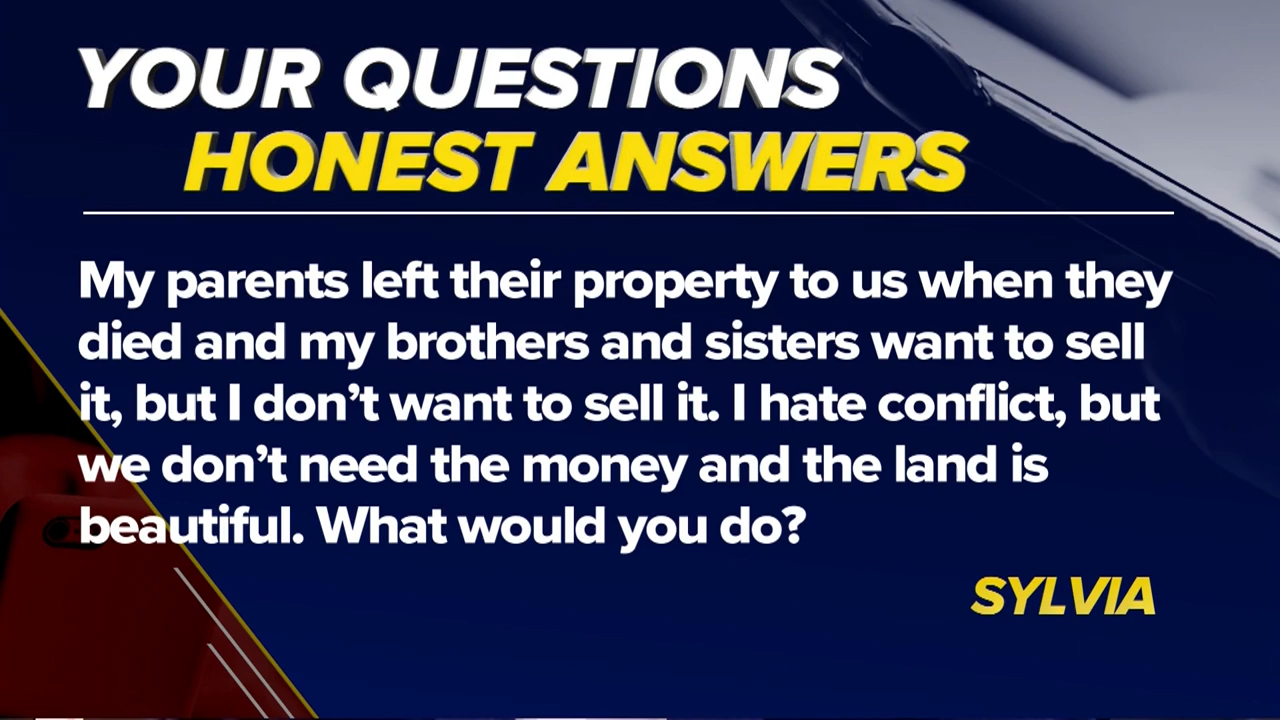 YOUR QUESTIONS
HONEST ANSWERS
My parents left their property to us when they
died and my brothers and sisters want to sell
it, but I don’t want to sell it. I hate conflict, but
we don’t need the money and the land is
beautiful. What would you do?
SYLVIA